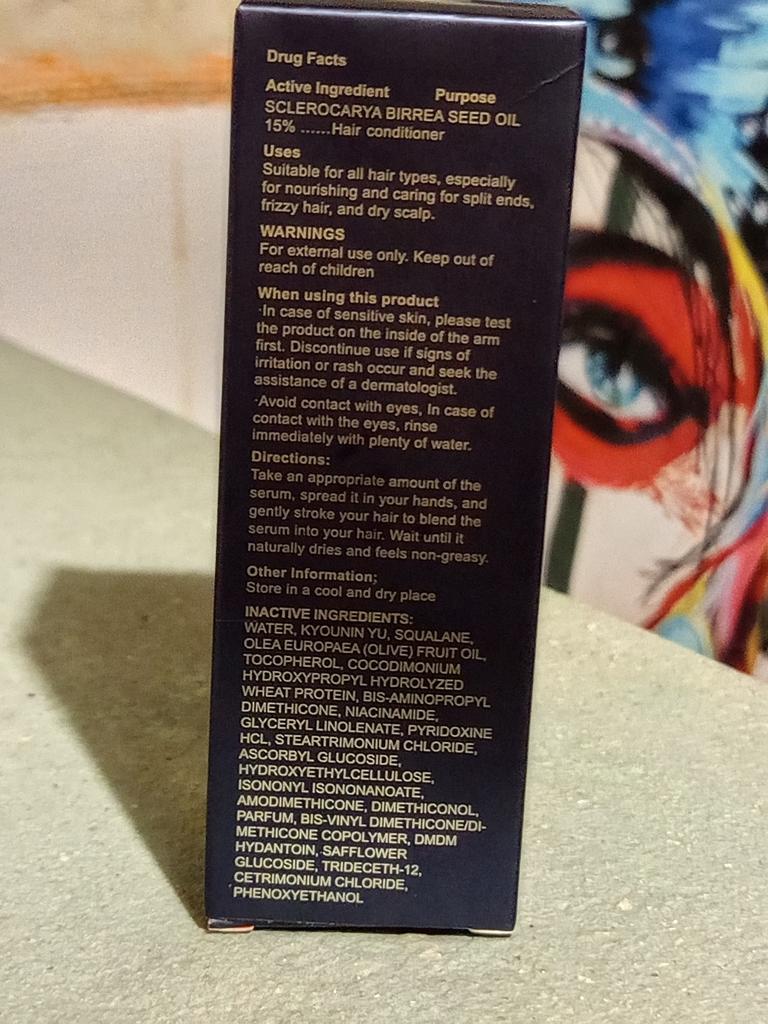 Drug Facts
Active Ingredient Purpose
SCLEROCARYA BIRREA SEED OIL
15% ......Hair conditioner
Uses
Suitable for all hair types, especially
for nourishing and caring for split ends,
frizzy hair, and dry scalp.
WARNINGS
For external use only. Keep out of
reach of children
When using this product
·In case of sensitive skin, please test
the product on the inside of the arm
first. Discontinue use if signs of
irritation or rash occur and seek the
assistance of a dermatologist.
·Avoid contact with eyes, In case of
contact with the eyes, rinse
immediately with plenty of water.
Directions:
Take an appropriate amount of the
serum, spread it in your hands, and
gently stroke your hair to blend the
serum into your hair. Wait until it
naturally dries and feels non-greasy.
Other Information;
Store in a cool and dry place
INACTIVE INGREDIENTS:
WATER, KYOUNIN YU, SQUALANE,
OLEA EUROPAEA (OLIVE) FRUIT OIL,
TOCOPHEROL, COCODIMONIUM
HYDROXYPROPYL HYDROLYZED
WHEAT PROTEIN, BIS-AMINOPROPYL
DIMETHICONE, NIACINAMIDE,
GLYCERYL LINOLENATE, PYRIDOXINE
HCL, STEARTRIMONIUM CHLORIDE,
ASCORBYL GLUCOSIDE,
HYDROXYETHYLCELLULOSE,
ISONONYL ISONONANOATE,
AMODIMETHICONE, DIMETHICONOL,
PARFUM, BIS-VINYL DIMETHICONE/DI-
METHICONE COPOLYMER, DMDM
HYDANTOIN, SAFFLOWER
GLUCOSIDE, TRIDECETH-12,
CETRIMONIUM CHLORIDE,
PHENOXYETHANOL